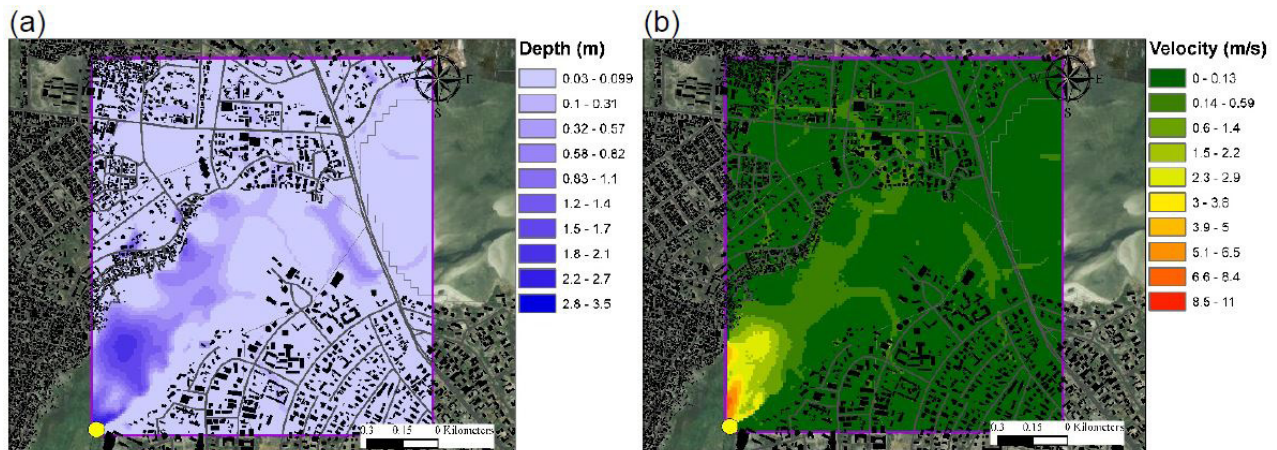 (a)
Depth (m)
0.03 - 0.099
0.1 - 0.31
0.32 - 0.57
0.58 - 0.82
0.83 - 1.1
1.2 - 1.4
1.5 - 1.7
1.8 - 2.1
2.2 - 2.7
2.8 - 3.5
W
E
S
0.3 0.15 0 Kilometers
(b)
Velocity (m/s)
0 - 0.13
0.14 - 0.59
0.6 - 1.4
1.5 - 2.2
2.3 - 2.9
3 - 3.8
3.9 - 5
5.1 - 6.5
6.6 - 8.4
8.5 - 11
W
E
S
0.3 0.15 0 Kilometers